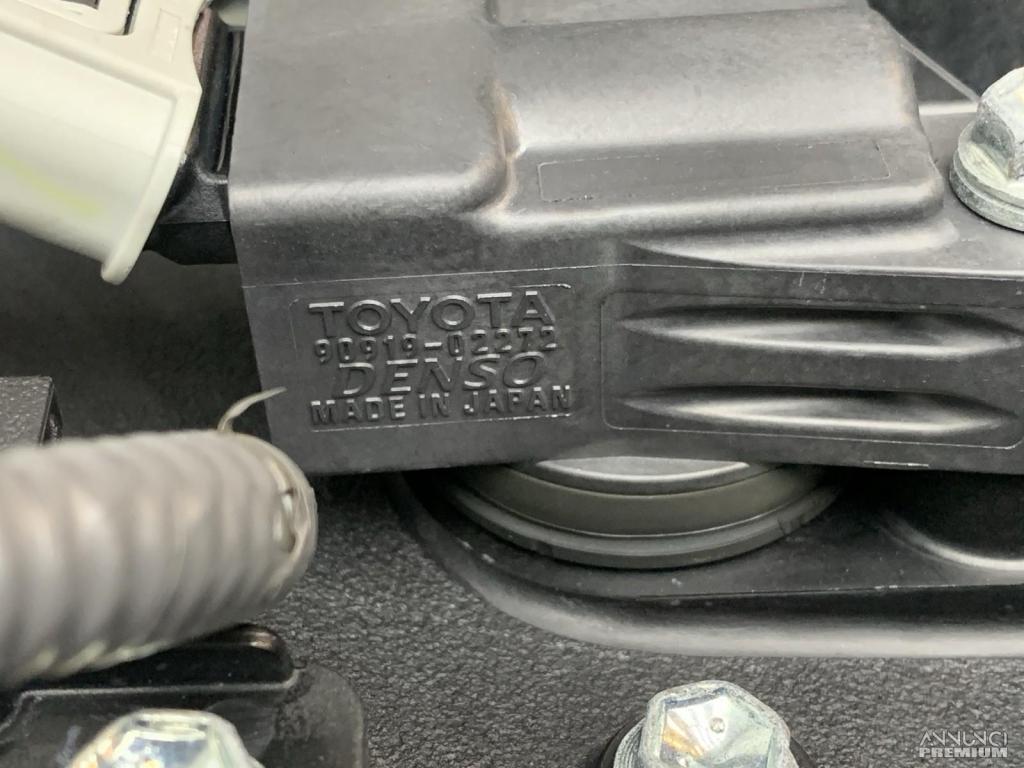 TOYOTA
90919-02272
DENSO
MADE IN JAPAN
ANNUNCI
PREMIUM